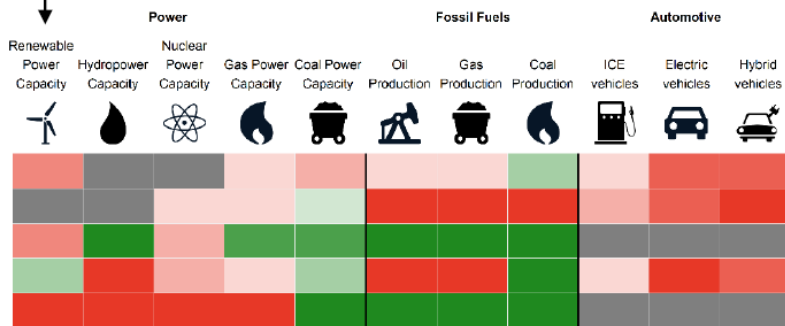 Power Fossil Fuels Automotive
Renewable Power Capacity
Hydropower Capacity
Nuclear Power Capacity
Gas Power Capacity
Coal Power Capacity
Oil Production
Gas Production
Coal Production
ICE vehicles
Electric vehicles
Hybrid vehicles